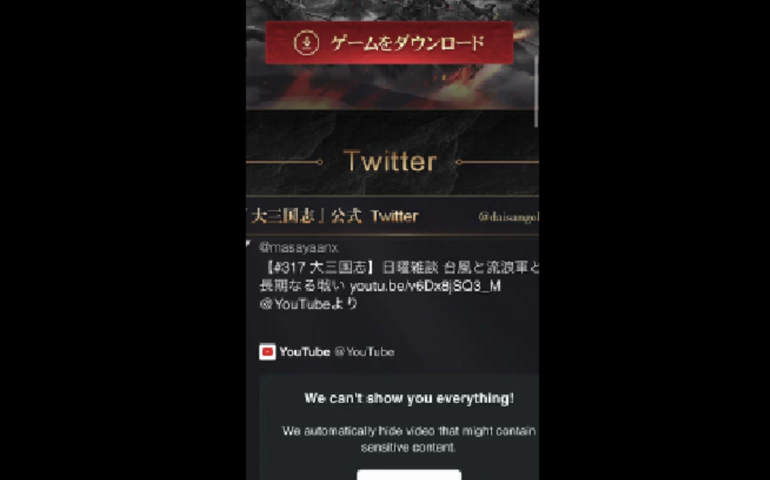 ゲームをダウンロード
Twitter
「大三国志」公式 Twitter @daisangok
@masayaanx
【#317 大三国志】日曜雑談 台風と流浪軍と
長期なる戦い youtu.be/v6Dx8jSQ3_M
@YouTubeより
YouTube @YouTube
We can't show you everything!
We automatically hide video that might contain
sensitive content.